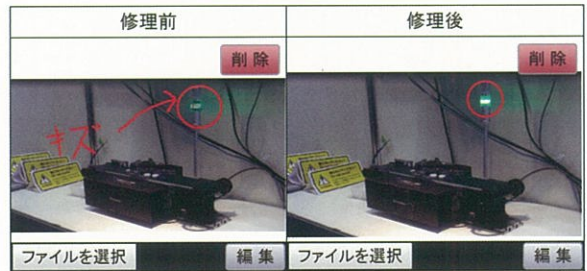 修理前
修理後
削除
削除
キズ
ファイルを選択
編集
ファイルを選択
編集